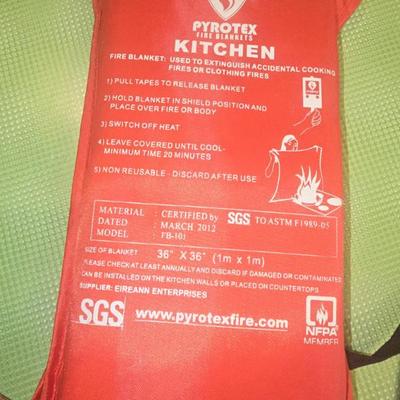 PYROTEX
FIRE BLANKETS
KITCHEN
FIRE BLANKET: USED TO EXTINGUISH ACCIDENTAL COOKING
FIRES OR CLOTHING FIRES
1) PULL TAPES TO RELEASE BLANKET
2) HOLD BLANKET IN SHIELD POSITION AND
PLACE OVER FIRE OR BODY
3) SWITCH OFF HEAT
4) LEAVE COVERED UNTIL COOL-
MINIMUM TIME 20 MINUTES
5) NON REUSABLE - DISCARD AFTER USE
MATERIAL : CERTIFIED by SGS TO ASTM F1989-05
DATED : MARCH 2012
MODEL : FB-101
SIZE OF BLANKET 36" X 36" (1m x 1m)
PLEASE CHECK AT LEAST ANNUALLY AND DISCARD IF DAMAGED OR CONTAMINATED
CAN BE INSTALLED ON THE KITCHEN WALLS OR PLACED ON COUNTERTOPS
SUPPLIER: EIREANN ENTERPRISES
SGS www.pyrotexfire.com NFPA
MEMBER